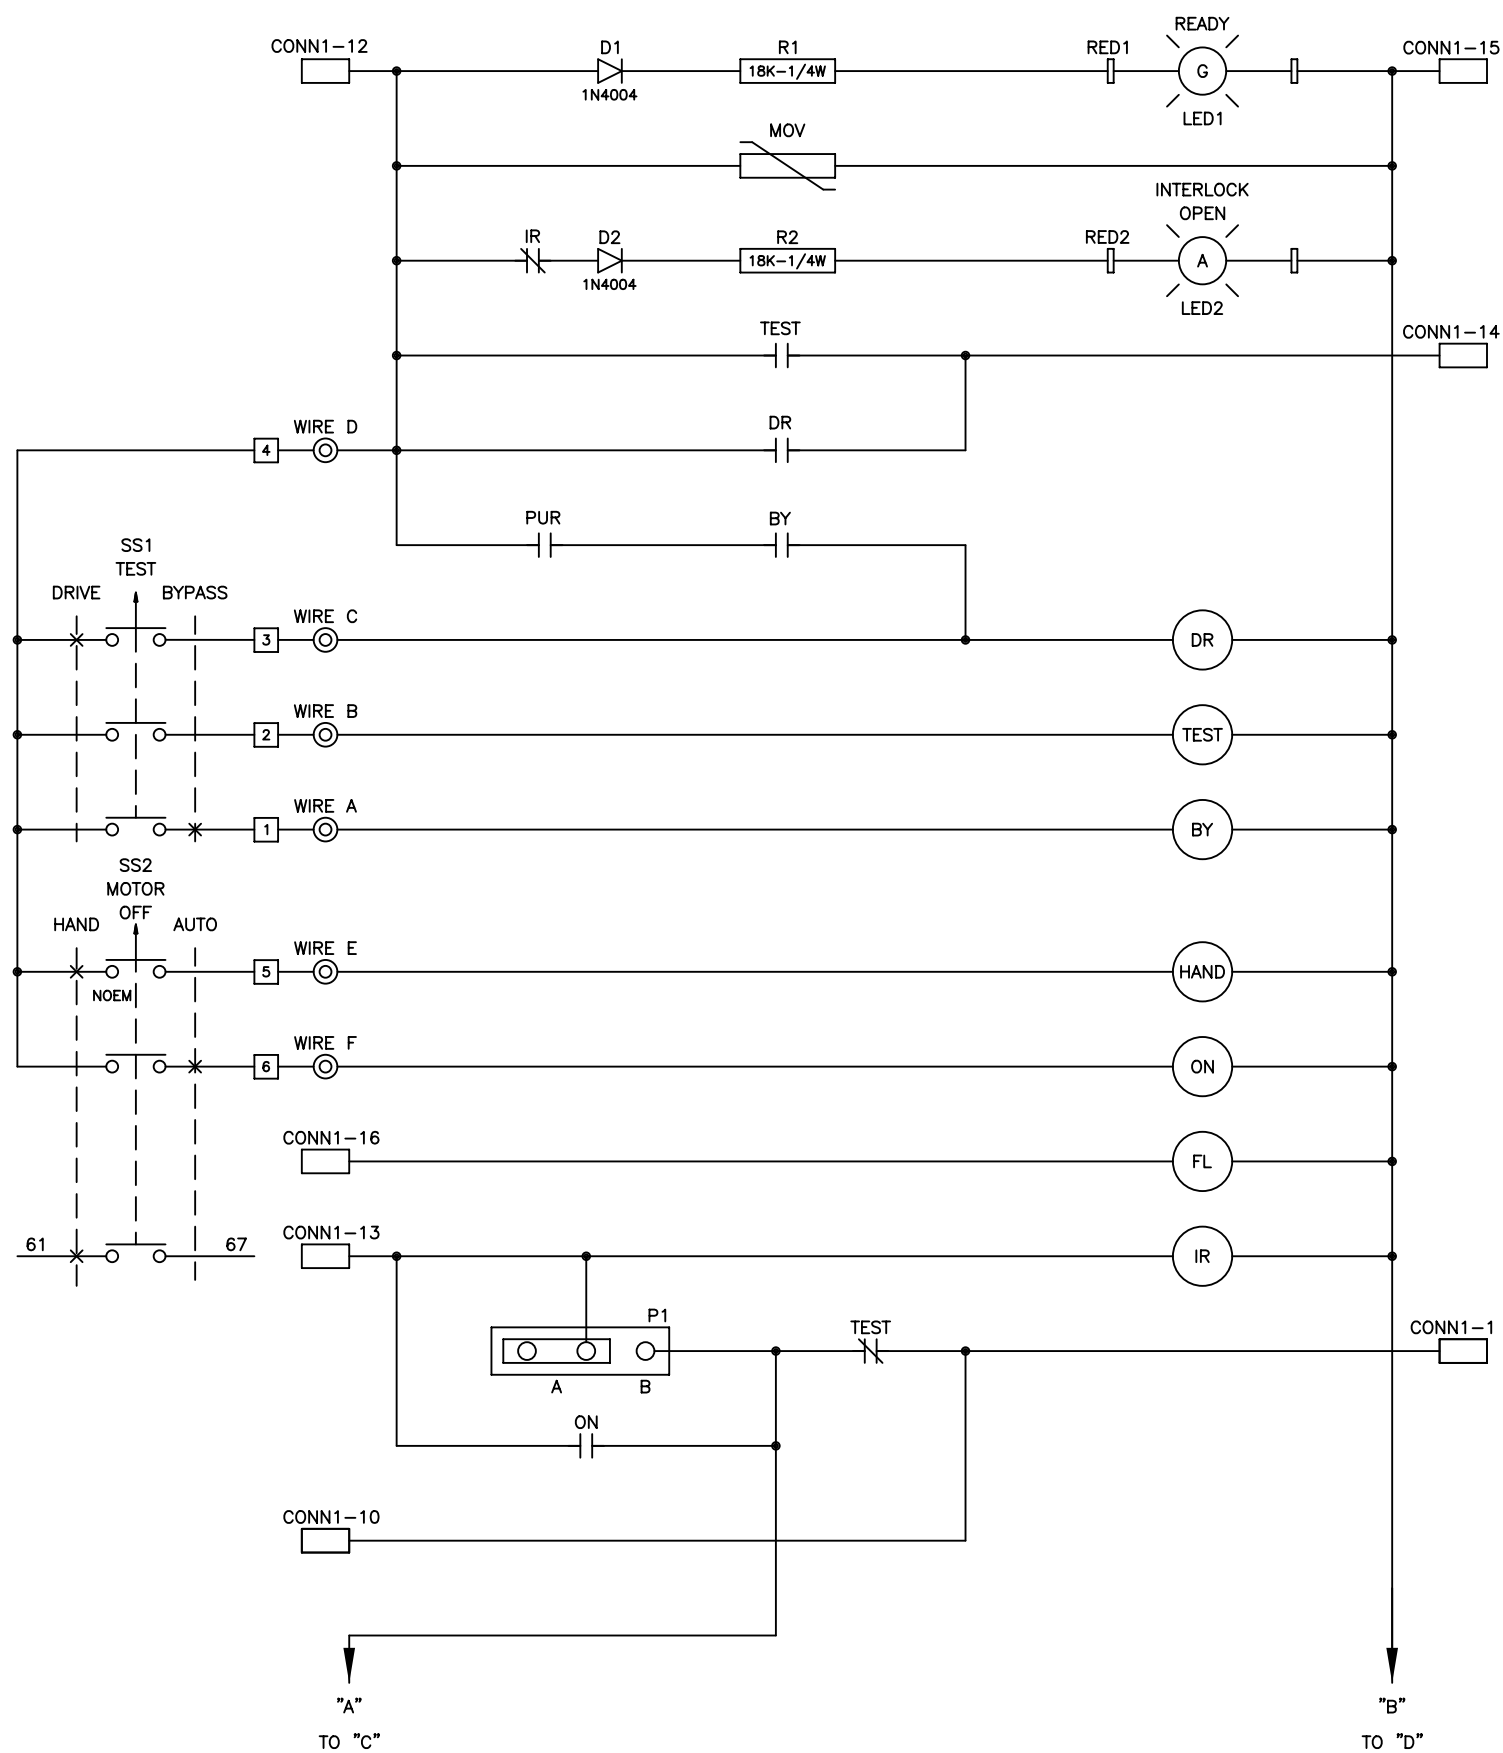 READY
CONN1-12
D1
R1
RED1
CONN1-15
18K-1/4W
G
1N4004
LED1
MOV
INTERLOCK
OPEN
IR
D2
R2
RED2
18K-1/4W
A
1N4004
LED2
TEST
CONN1-14
WIRE D
DR
4
PUR
BY
SS1
TEST
DRIVE
BYPASS
WIRE C
3
DR
WIRE B
2
TEST
WIRE A
1
BY
SS2
MOTOR
OFF
HAND
AUTO
WIRE E
5
HAND
NOEM
WIRE F
6
ON
CONN1-16
FL
61
67
CONN1-13
IR
P1
TEST
CONN1-1
A
B
ON
CONN1-10
"A"
TO "C"
"B"
TO "D"